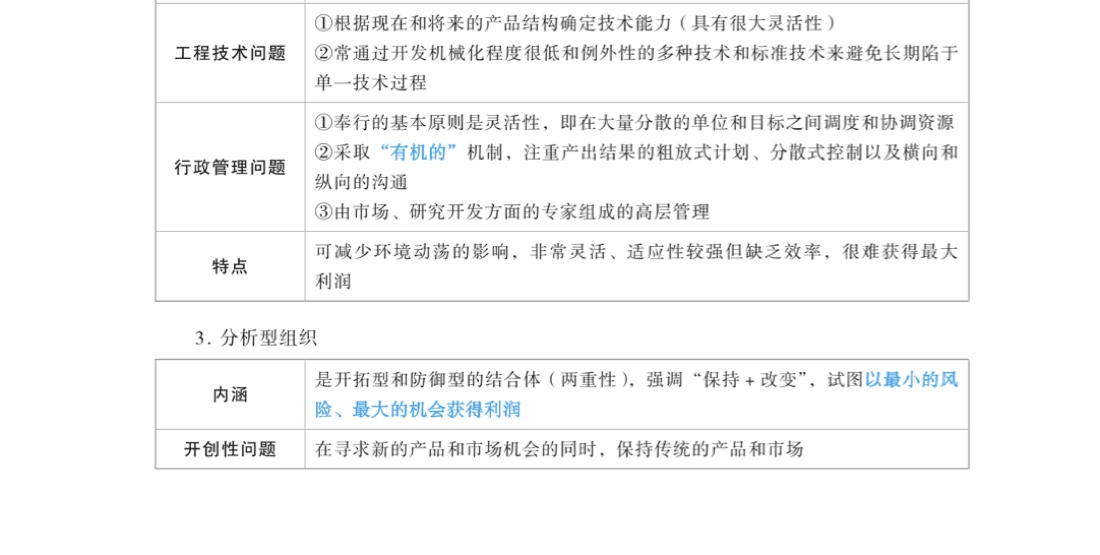 ①根据现在和将来的产品结构确定技术能力（具有很大灵活性）
工程技术问题
②常通过开发机械化程度很低和例外性的多种技术和标准技术来避免长期陷于
单一技术过程
①奉行的基本原则是灵活性，即在大量分散的单位和目标之间调度和协调资源
行政管理问题
②采取“有机的”机制，注重产出结果的粗放式计划、分散式控制以及横向和
纵向的沟通
③由市场、研究开发方面的专家组成的高层管理
特点
可减少环境动荡的影响，非常灵活、适应性较强但缺乏效率，很难获得最大
利润
3. 分析型组织
内涵
是开拓型和防御型的结合体（两重性），强调“保持+改变”，试图以最小的风
险、最大的机会获得利润
开创性问题
在寻求新的产品和市场机会的同时，保持传统的产品和市场